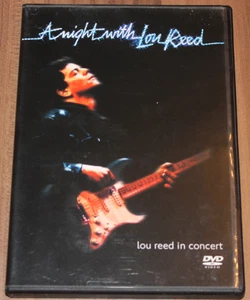 A night with Lou Reed
lou reed in concert
DVD
VIDEO